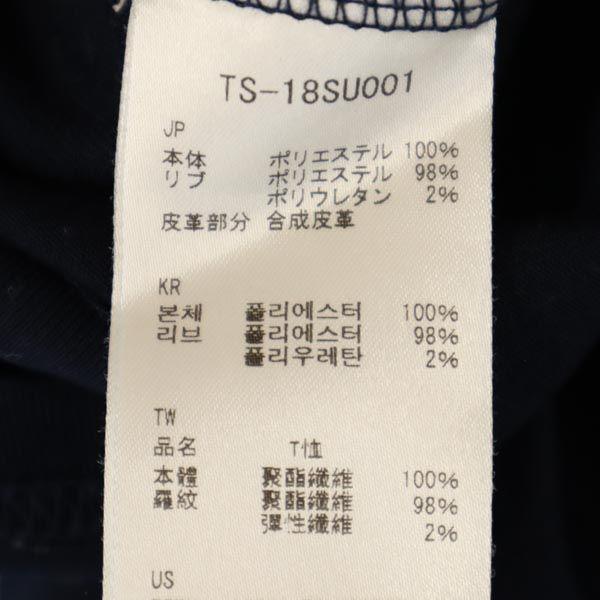 TS-18SU001
JP
本体 ポリエステル 100%
リブ ポリエステル 98%
ポリウレタン 2%
皮革部分 合成皮革
KR
본체 폴리에스터 100%
리브 폴리에스터 98%
폴리우레탄 2%
TW
品名 T恤
本體 聚酯纖維 100%
羅紋 聚酯纖維 98%
彈性纖維 2%
US